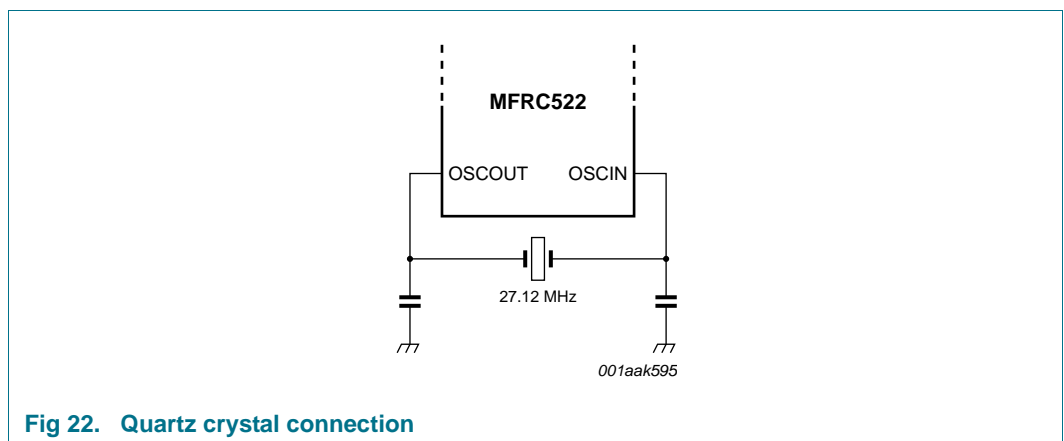 MFRC522
OSCOUT OSCIN
27.12 MHz
001aak595
Fig 22. Quartz crystal connection